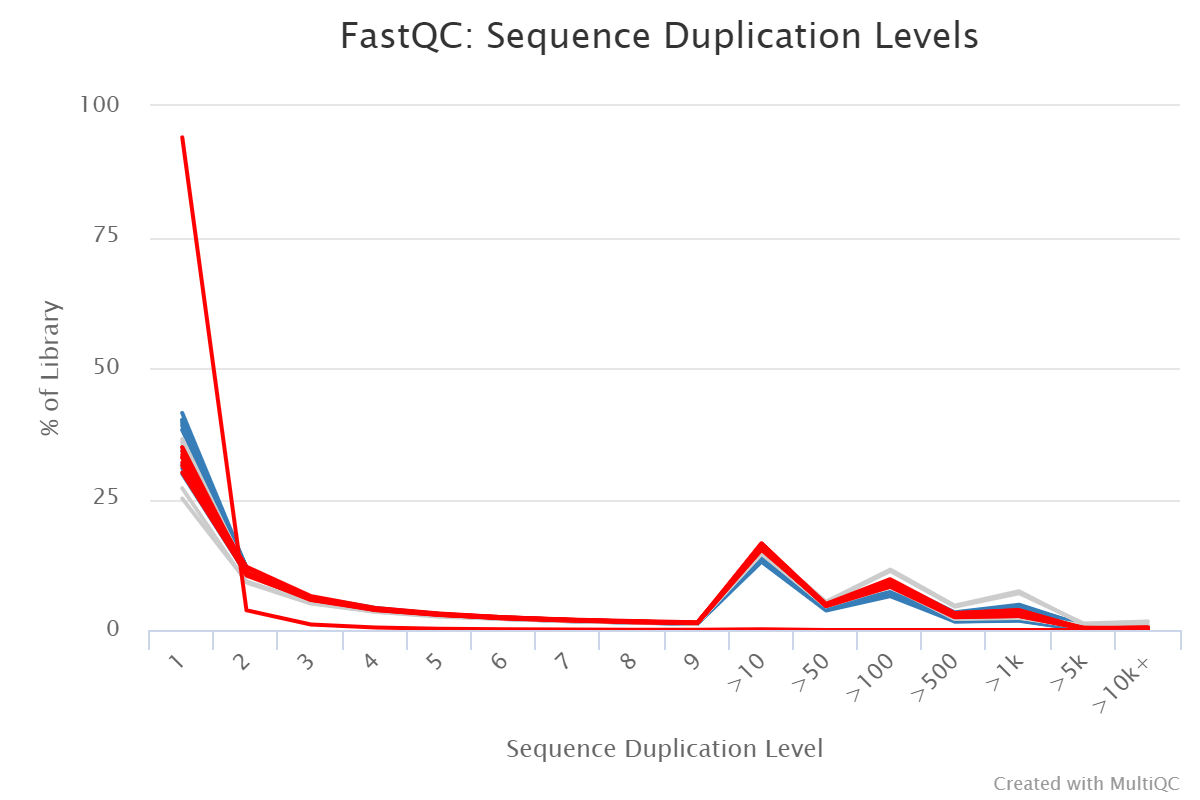 FastQC: Sequence Duplication Levels
% of Library
100
75
50
25
0
1 2 3 4 5 6 7 8 9 >10 >50 >100 >500 >1k >5k >10k+
Sequence Duplication Level
Created with MultiQC